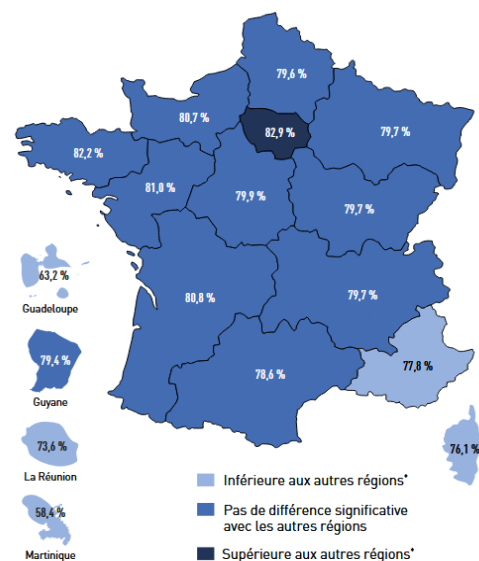 79,6 %
80,7 %
82,9 %
79,7 %
82,2 %
81,0 %
79,9 %
79,7 %
63,2 %
Guadeloupe
80,8 %
79,7 %
79,4 %
Guyane
78,6 %
77,8 %
73,6 %
La Réunion
76,1 %
58,4 %
Martinique
Inférieure aux autres régions*
Pas de différence significative
avec les autres régions
Supérieure aux autres régions*